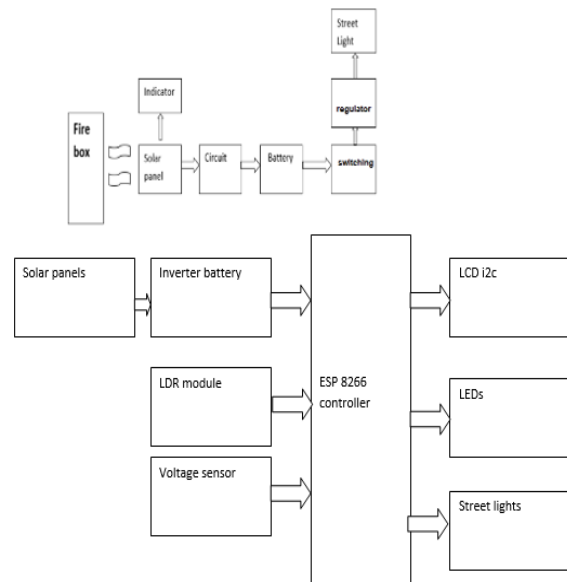 Street
Light
Indicator
regulator
Fire
box
Solar
panel
Circuit
Battery
switching
Solar panels
Inverter battery
LCD i2c
LDR module
ESP 8266
controller
LEDs
Voltage sensor
Street lights